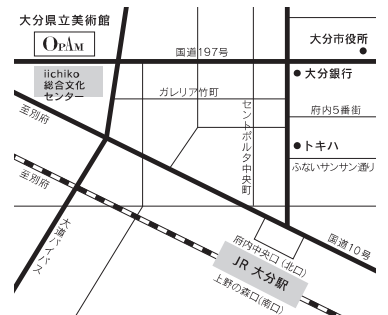 大分県立美術館
OPAM
国道197号
大分市役所
iichiko
総合文化
センター
大分銀行
ガレリア竹町
至別府
セントポルタ中央町
府内5番街
トキハ
至別府
ふないサンサン通り
大道バイパス
国道10号
府内中央口(北口)
JR 大分駅
上野の森口(南口)